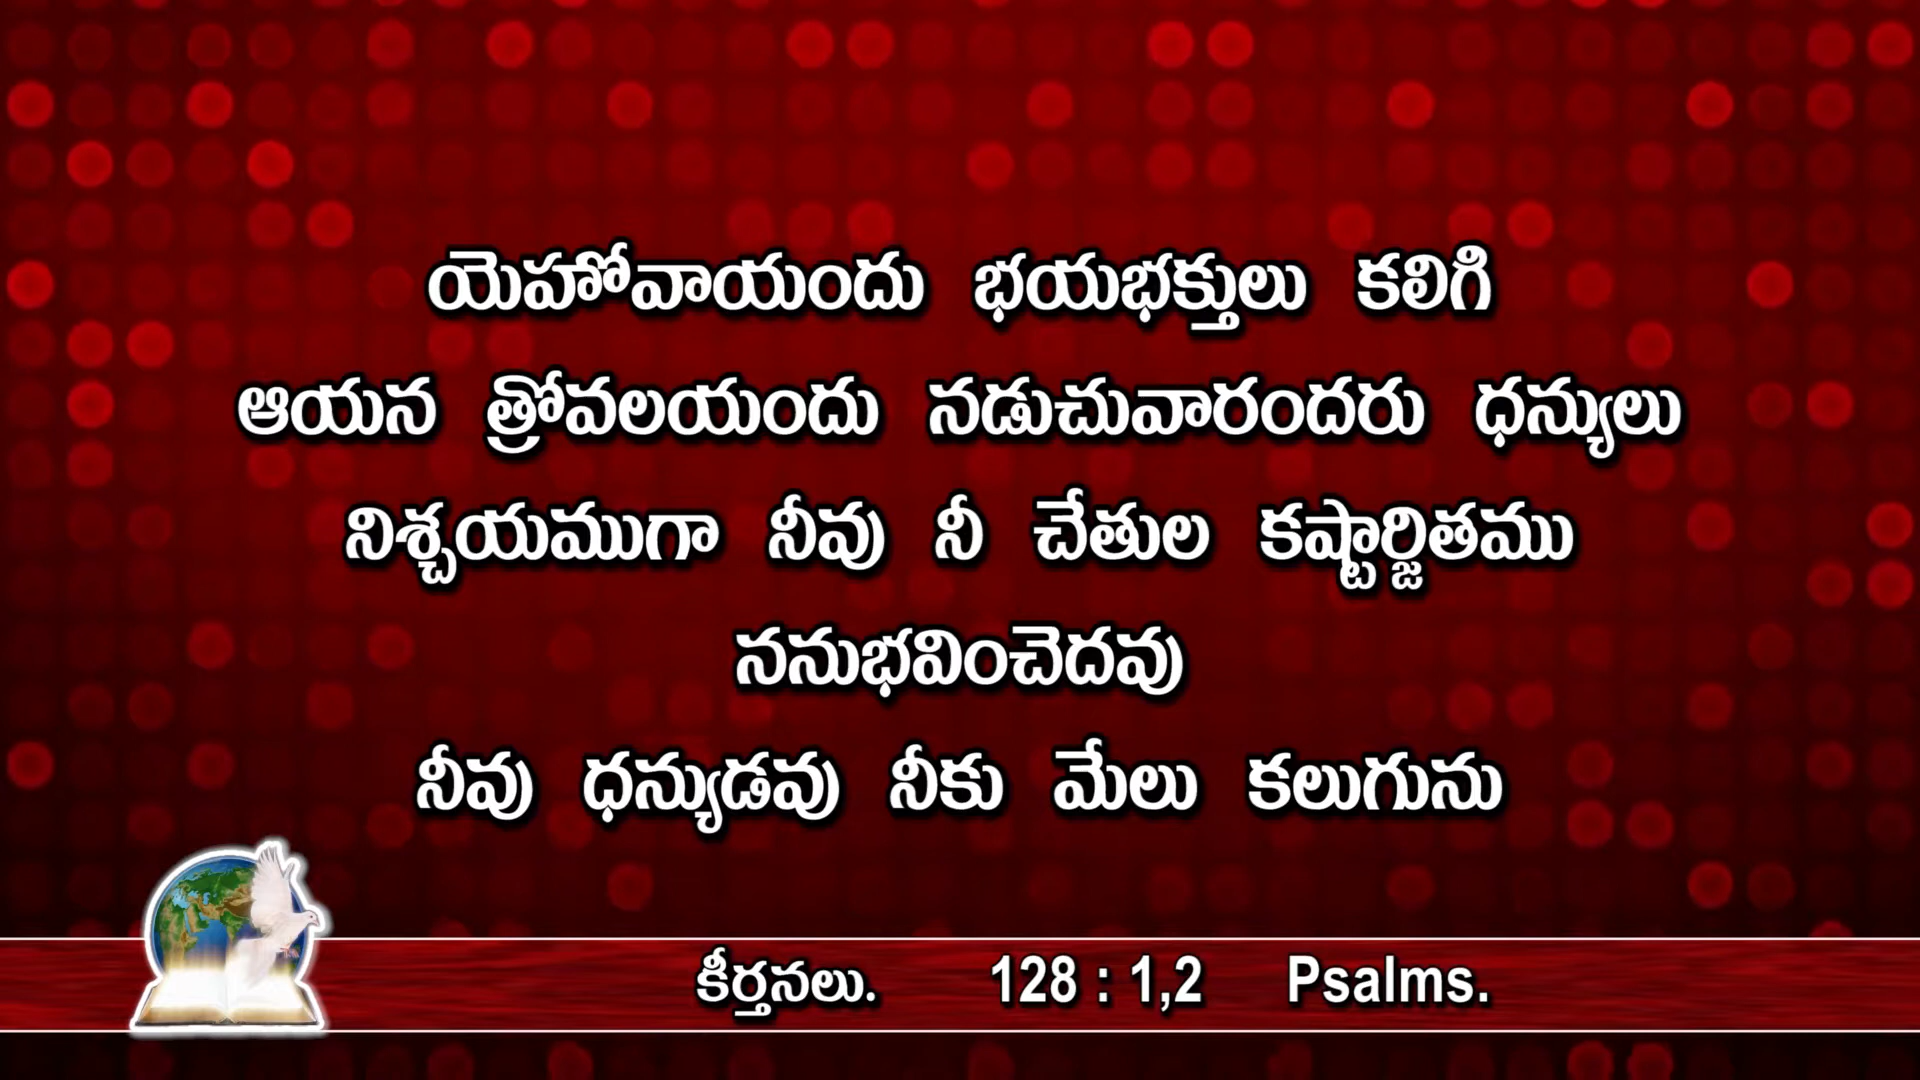 యెహోవాయందు భయభక్తులు కలిగి
ఆయన త్రోవలయందు నడుచువారందరు ధన్యులు
నిశ్చయముగా నీవు నీ చేతుల కష్టార్జితము
ననుభవించెదవు
నీవు ధన్యుడవు నీకు మేలు కలుగును
కీర్తనలు. 128 : 1,2 Psalms.